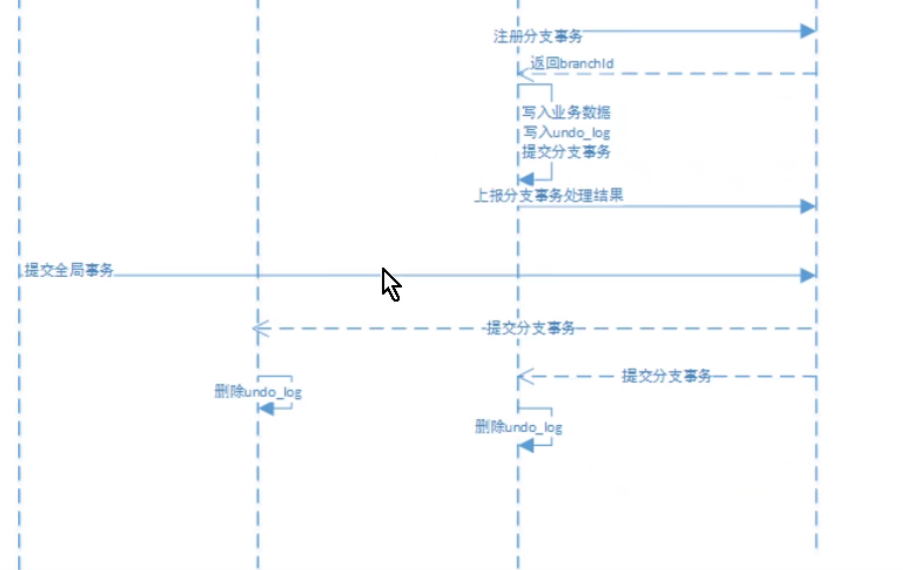 注册分支事务
返回branchId
写入业务数据
写入undo_log
提交分支事务
上报分支事务处理结果
提交全局事务
提交分支事务
提交分支事务
删除undo_log
删除undo_log